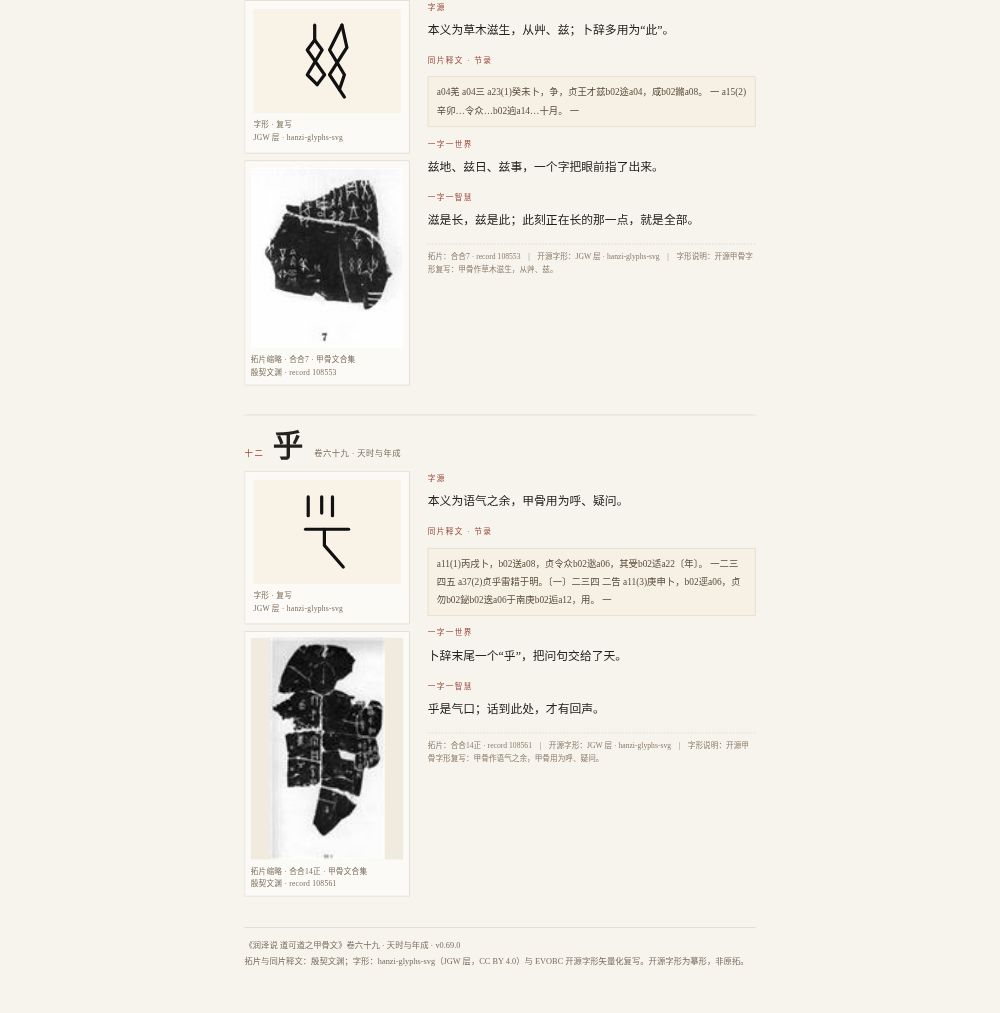 字源
本义为草木滋生，从艸、兹；卜辞多用为“此”。
同片释文 · 节录
a04羌 a04三 a23(1)癸未卜，争，贞王才兹b02途a04，咸b02
a08。 一 a15(2)
辛卯…令众…b02
a14…十月。 一
字形 · 复写
JGW 层 · hanzi-glyphs-svg
一字一世界
兹地、兹日、兹事，一个字把眼前指了出来。
一字一智慧
滋是长，兹是此；此刻正在长的那一点，就是全部。
拓片：合合7 · record 108553 | 开源字形：JGW 层 · hanzi-glyphs-svg | 字形说明：开源甲骨字
形复写：甲骨作草木滋生，从艸、兹。
7
拓片缩略 · 合合7 · 甲骨文合集
殷契文渊 · record 108553
十二 乎 卷六十九 · 天时与年成
字源
本义为语气之余，甲骨用为呼、疑问。
同片释文 · 节录
a11(1)丙戌卜，b02送a08，贞令众b02
a06，其受b02
a22〔年〕。 一二三
四五 a37(2)贞乎雷耤于明。〔一〕二三四 二告 a11(3)庚申卜，b02逕a06，贞
勿b02
b02迭a06于南庚b02逅a12，用。 一
字形 · 复写
JGW 层 · hanzi-glyphs-svg
一字一世界
卜辞末尾一个“乎”，把问句交给了天。
一字一智慧
乎是气口；话到此处，才有回声。
拓片：合合14正 · record 108561 | 开源字形：JGW 层 · hanzi-glyphs-svg | 字形说明：开源甲
骨字形复写：甲骨作语气之余，甲骨用为呼、疑问。
拓片缩略 · 合合14正 · 甲骨文合集
殷契文渊 · record 108561
《润泽说 道可道之甲骨文》卷六十九 · 天时与年成 · v0.69.0
拓片与同片释文：殷契文渊；字形：hanzi-glyphs-svg（JGW 层，CC BY 4.0）与 EVOBC 开源字形矢量化复写。开源字形为摹形，非原拓。